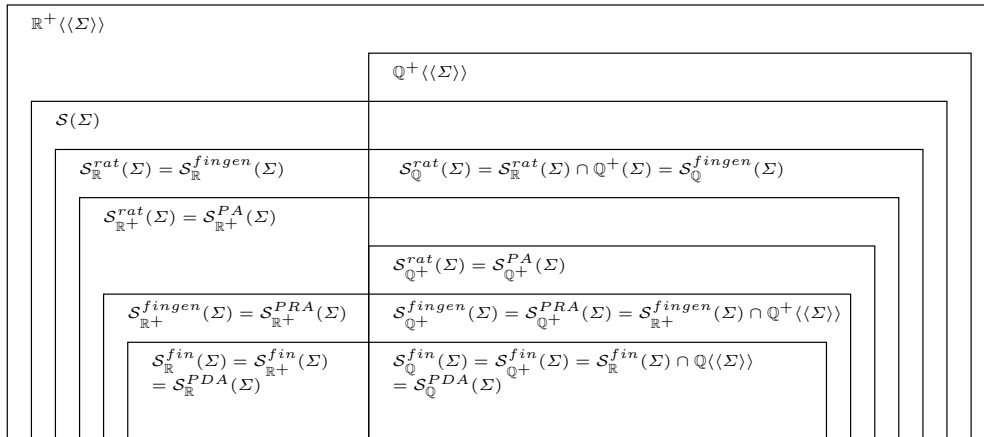 ℝ⁺⟨⟨Σ⟩⟩
ℚ⁺⟨⟨Σ⟩⟩
𝒮(Σ)
𝒮_ℝ^{rat}(Σ) = 𝒮_ℝ^{fingen}(Σ)
𝒮_ℚ^{rat}(Σ) = 𝒮_ℝ^{rat}(Σ) ∩ ℚ⁺(Σ) = 𝒮_ℚ^{fingen}(Σ)
𝒮_{ℝ⁺}^{rat}(Σ) = 𝒮_{ℝ⁺}^{PA}(Σ)
𝒮_{ℚ⁺}^{rat}(Σ) = 𝒮_{ℚ⁺}^{PA}(Σ)
𝒮_{ℝ⁺}^{fingen}(Σ) = 𝒮_{ℝ⁺}^{PRA}(Σ)
𝒮_{ℚ⁺}^{fingen}(Σ) = 𝒮_{ℚ⁺}^{PRA}(Σ) = 𝒮_{ℝ⁺}^{fingen}(Σ) ∩ ℚ⁺⟨⟨Σ⟩⟩
𝒮_ℝ^{fin}(Σ) = 𝒮_{ℝ⁺}^{fin}(Σ)
= 𝒮_ℝ^{PDA}(Σ)
𝒮_ℚ^{fin}(Σ) = 𝒮_{ℚ⁺}^{fin}(Σ) = 𝒮_ℝ^{fin}(Σ) ∩ ℚ⟨⟨Σ⟩⟩
= 𝒮_ℚ^{PDA}(Σ)